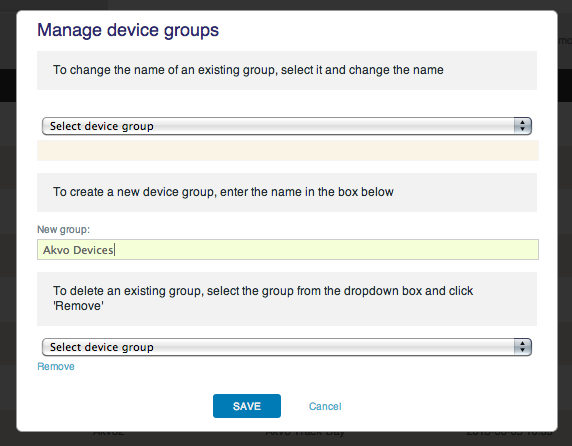 Manage device groups
To change the name of an existing group, select it and change the name
Select device group
To create a new device group, enter the name in the box below
New group:
Akvo Devices
To delete an existing group, select the group from the dropdown box and click
'Remove'
Select device group
Remove
SAVE
Cancel